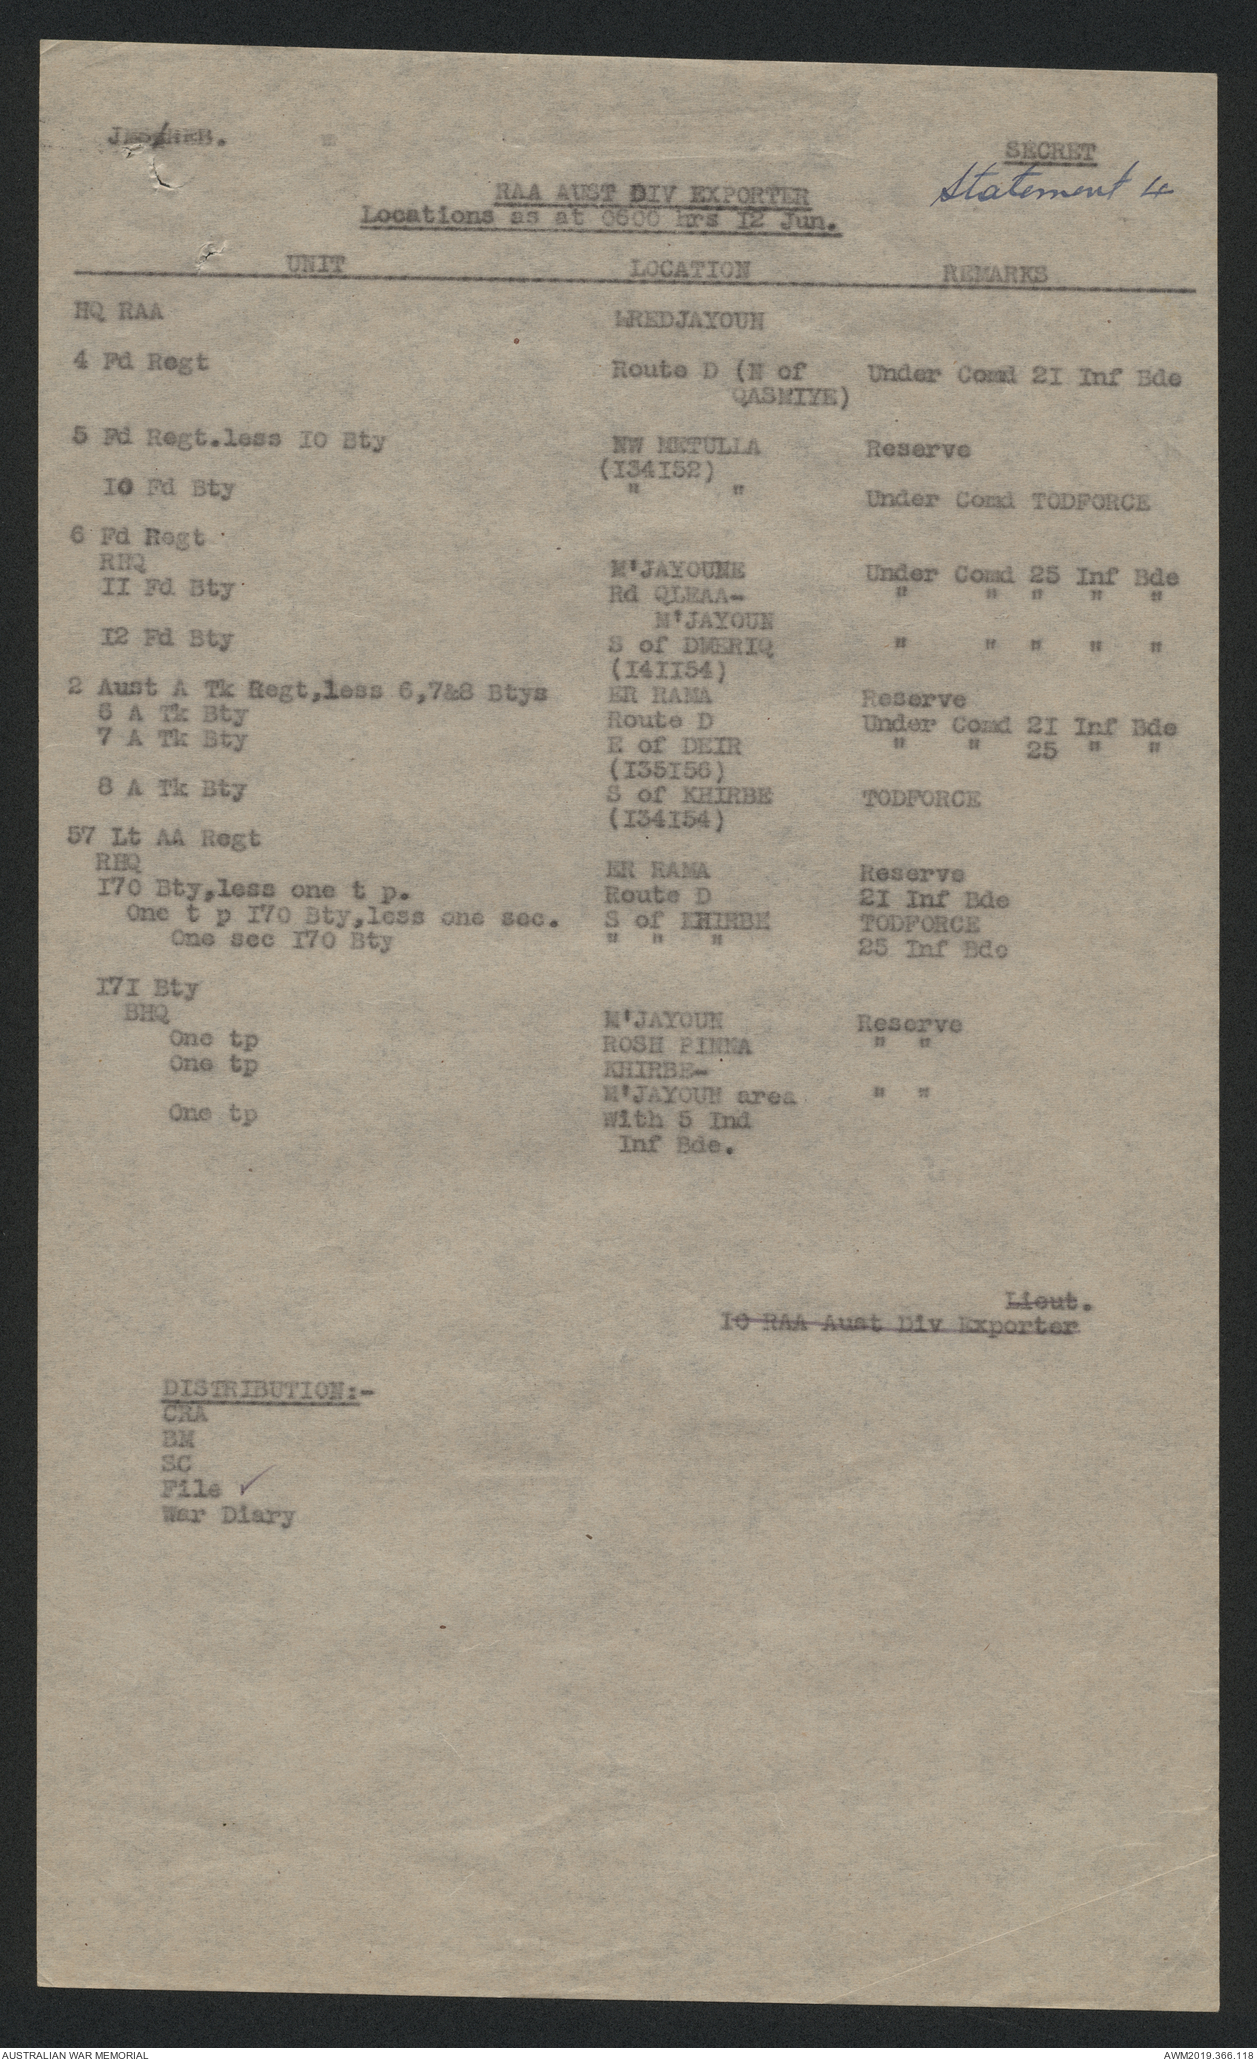 SECRET
Statement 4
RAA AUST DIV EXPORTER
Locations as at 0600 hrs I2 Jun.
UNIT LOCATION REMARKS
HQ RAA MREDJAYOUN
4 Fd Regt Route D (N of Under Comd 2I Inf Bde
QASMIYE)
5 Fd Regt.less IO Bty NW METULLA Reserve
(I34I52)
IO Fd Bty " " Under Comd TODFORCE
6 Fd Regt
RHQ M'JAYOUNE Under Comd 25 Inf Bde
II Fd Bty Rd QLEAA- " " " " "
M'JAYOUN
I2 Fd Bty S of DMERIQ " " " " "
(I4II54)
2 Aust A Tk Regt,less 6,7&8 Btys ER RAMA Reserve
6 A Tk Bty Route D Under Comd 2I Inf Bde
7 A Tk Bty E of DEIR " " 25 " "
(I35I56)
8 A Tk Bty S of KHIRBE TODFORCE
(I34I54)
57 Lt AA Regt
RHQ ER RAMA Reserve
I70 Bty,less one t p. Route D 2I Inf Bde
One t p I70 Bty,less one sec. S of KHIRBE TODFORCE
One sec I70 Bty " " " 25 Inf Bde
I7I Bty
BHQ M'JAYOUN Reserve
One tp ROSH PINNA " "
One tp KHIRBE-
M'JAYOUN area " "
One tp with 5 Ind
Inf Bde.
Lieut.
IO RAA Aust Div Exporter
DISTRIBUTION:-
CRA
BM
SC
File ✓
War Diary
AUSTRALIAN WAR MEMORIAL AWM2019.366.118